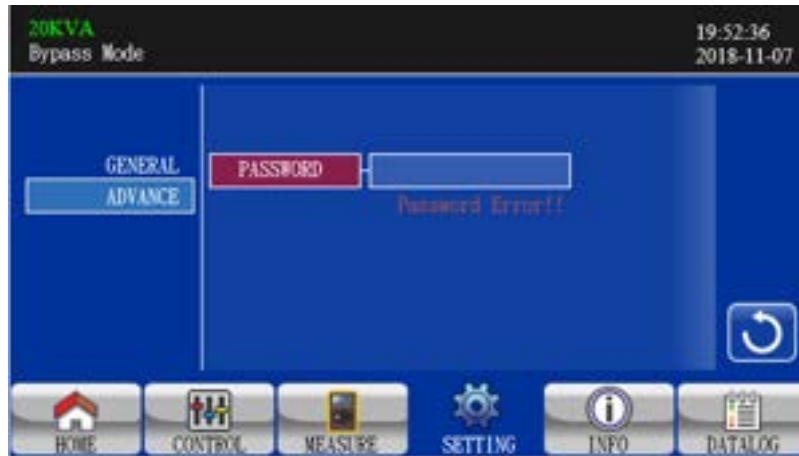 20KVA
Bypass Mode
19:52:36
2018-11-07
GENERAL
ADVANCE
PASSWORD
Password Error!!
HOME
CONTROL
MEASURE
SETTING
INFO
DATALOG